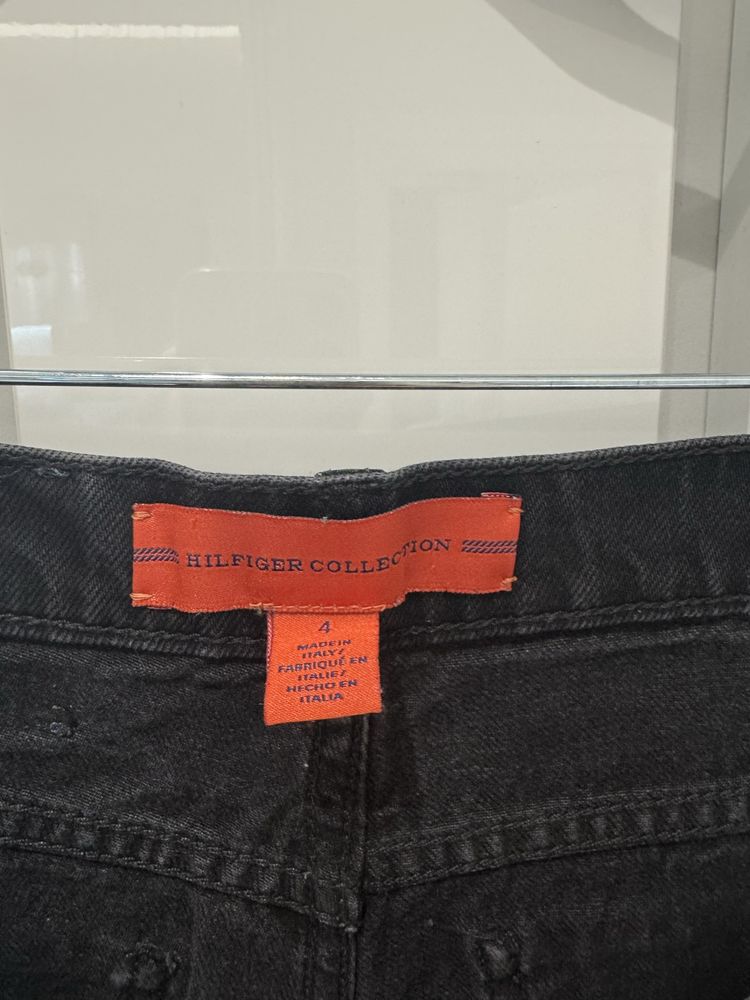 HILFIGER COLLECTION
4
MADE IN
ITALY/
FABRIQUÉ EN
ITALIE/
HECHO EN
ITALIA